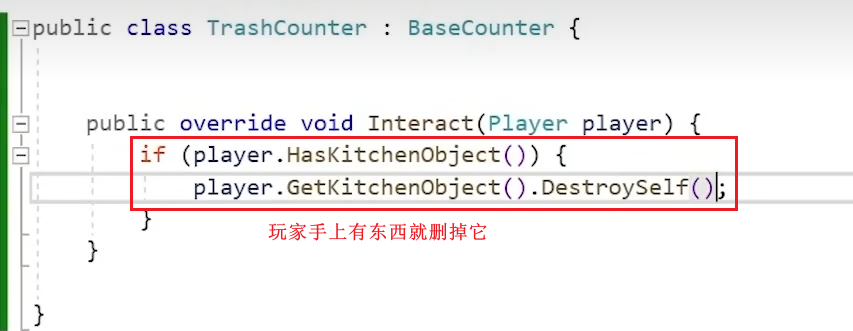 public class TrashCounter : BaseCounter {
public override void Interact(Player player) {
if (player.HasKitchenObject()) {
player.GetKitchenObject().DestroySelf();
}
玩家手上有东西就删掉它
}
}